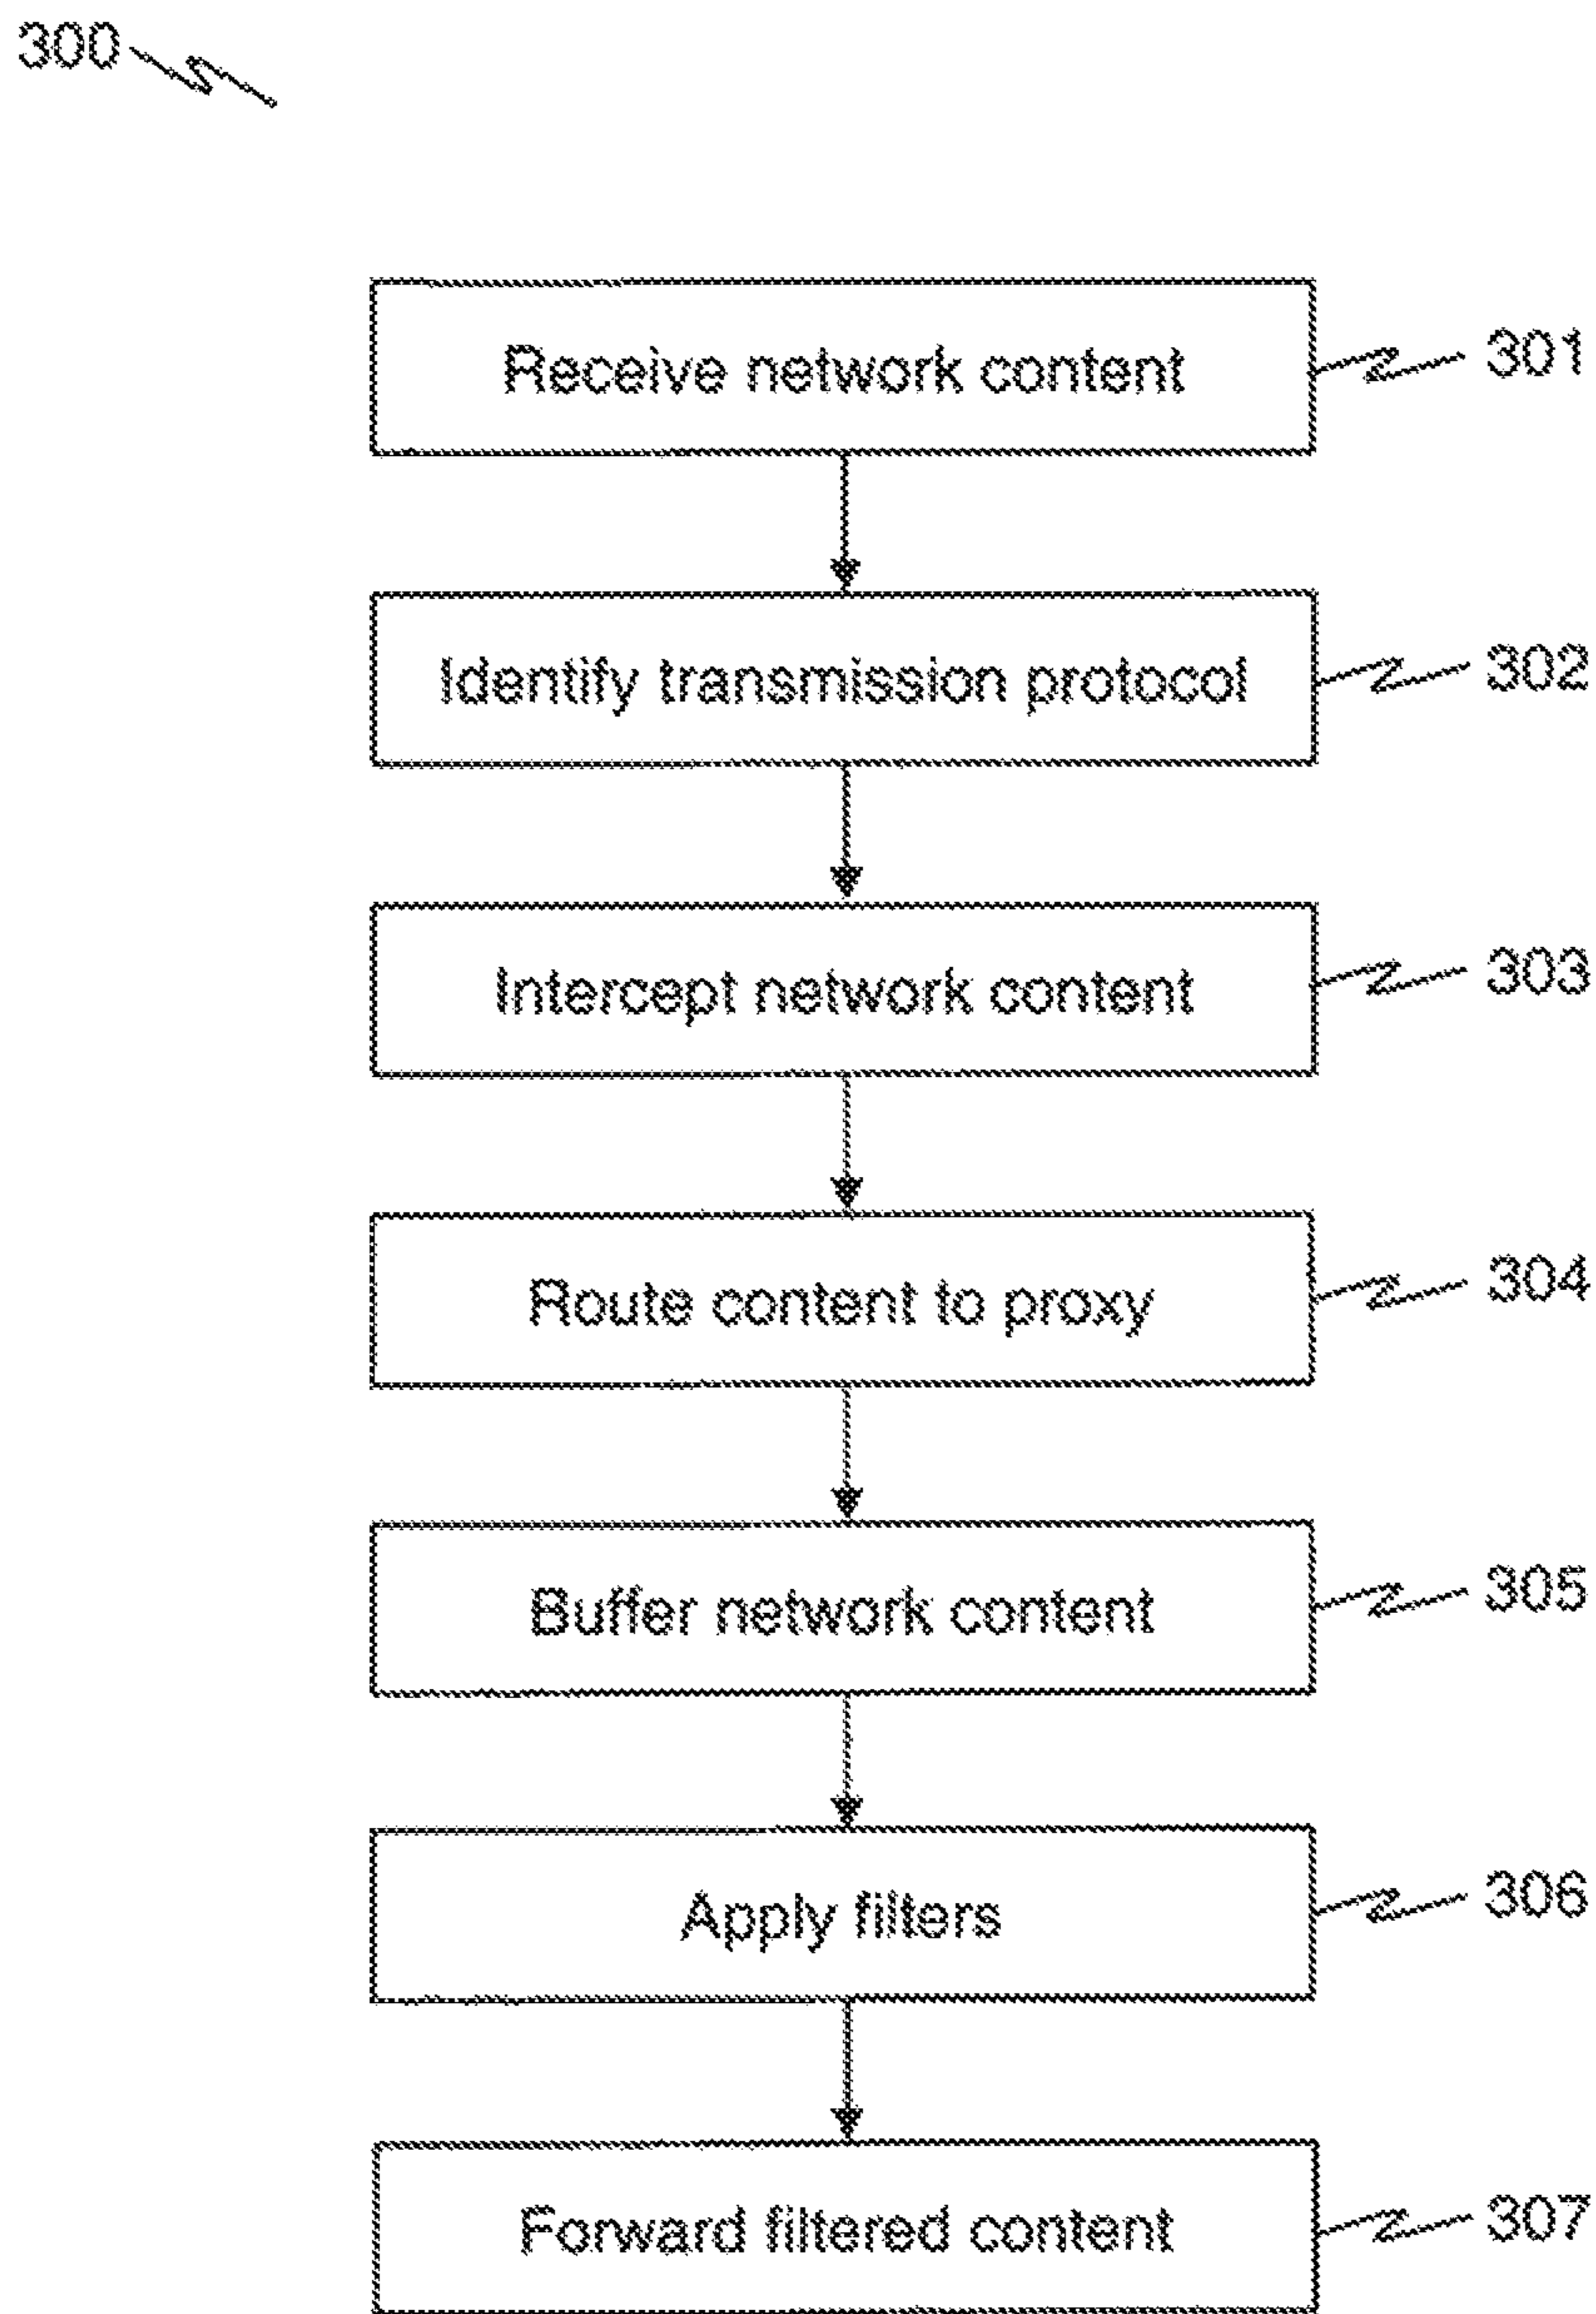 300
Receive network content 301
Identify transmission protocol 302
Intercept network content 303
Route content to proxy 304
Buffer network content 305
Apply filters 306
Forward filtered content 307